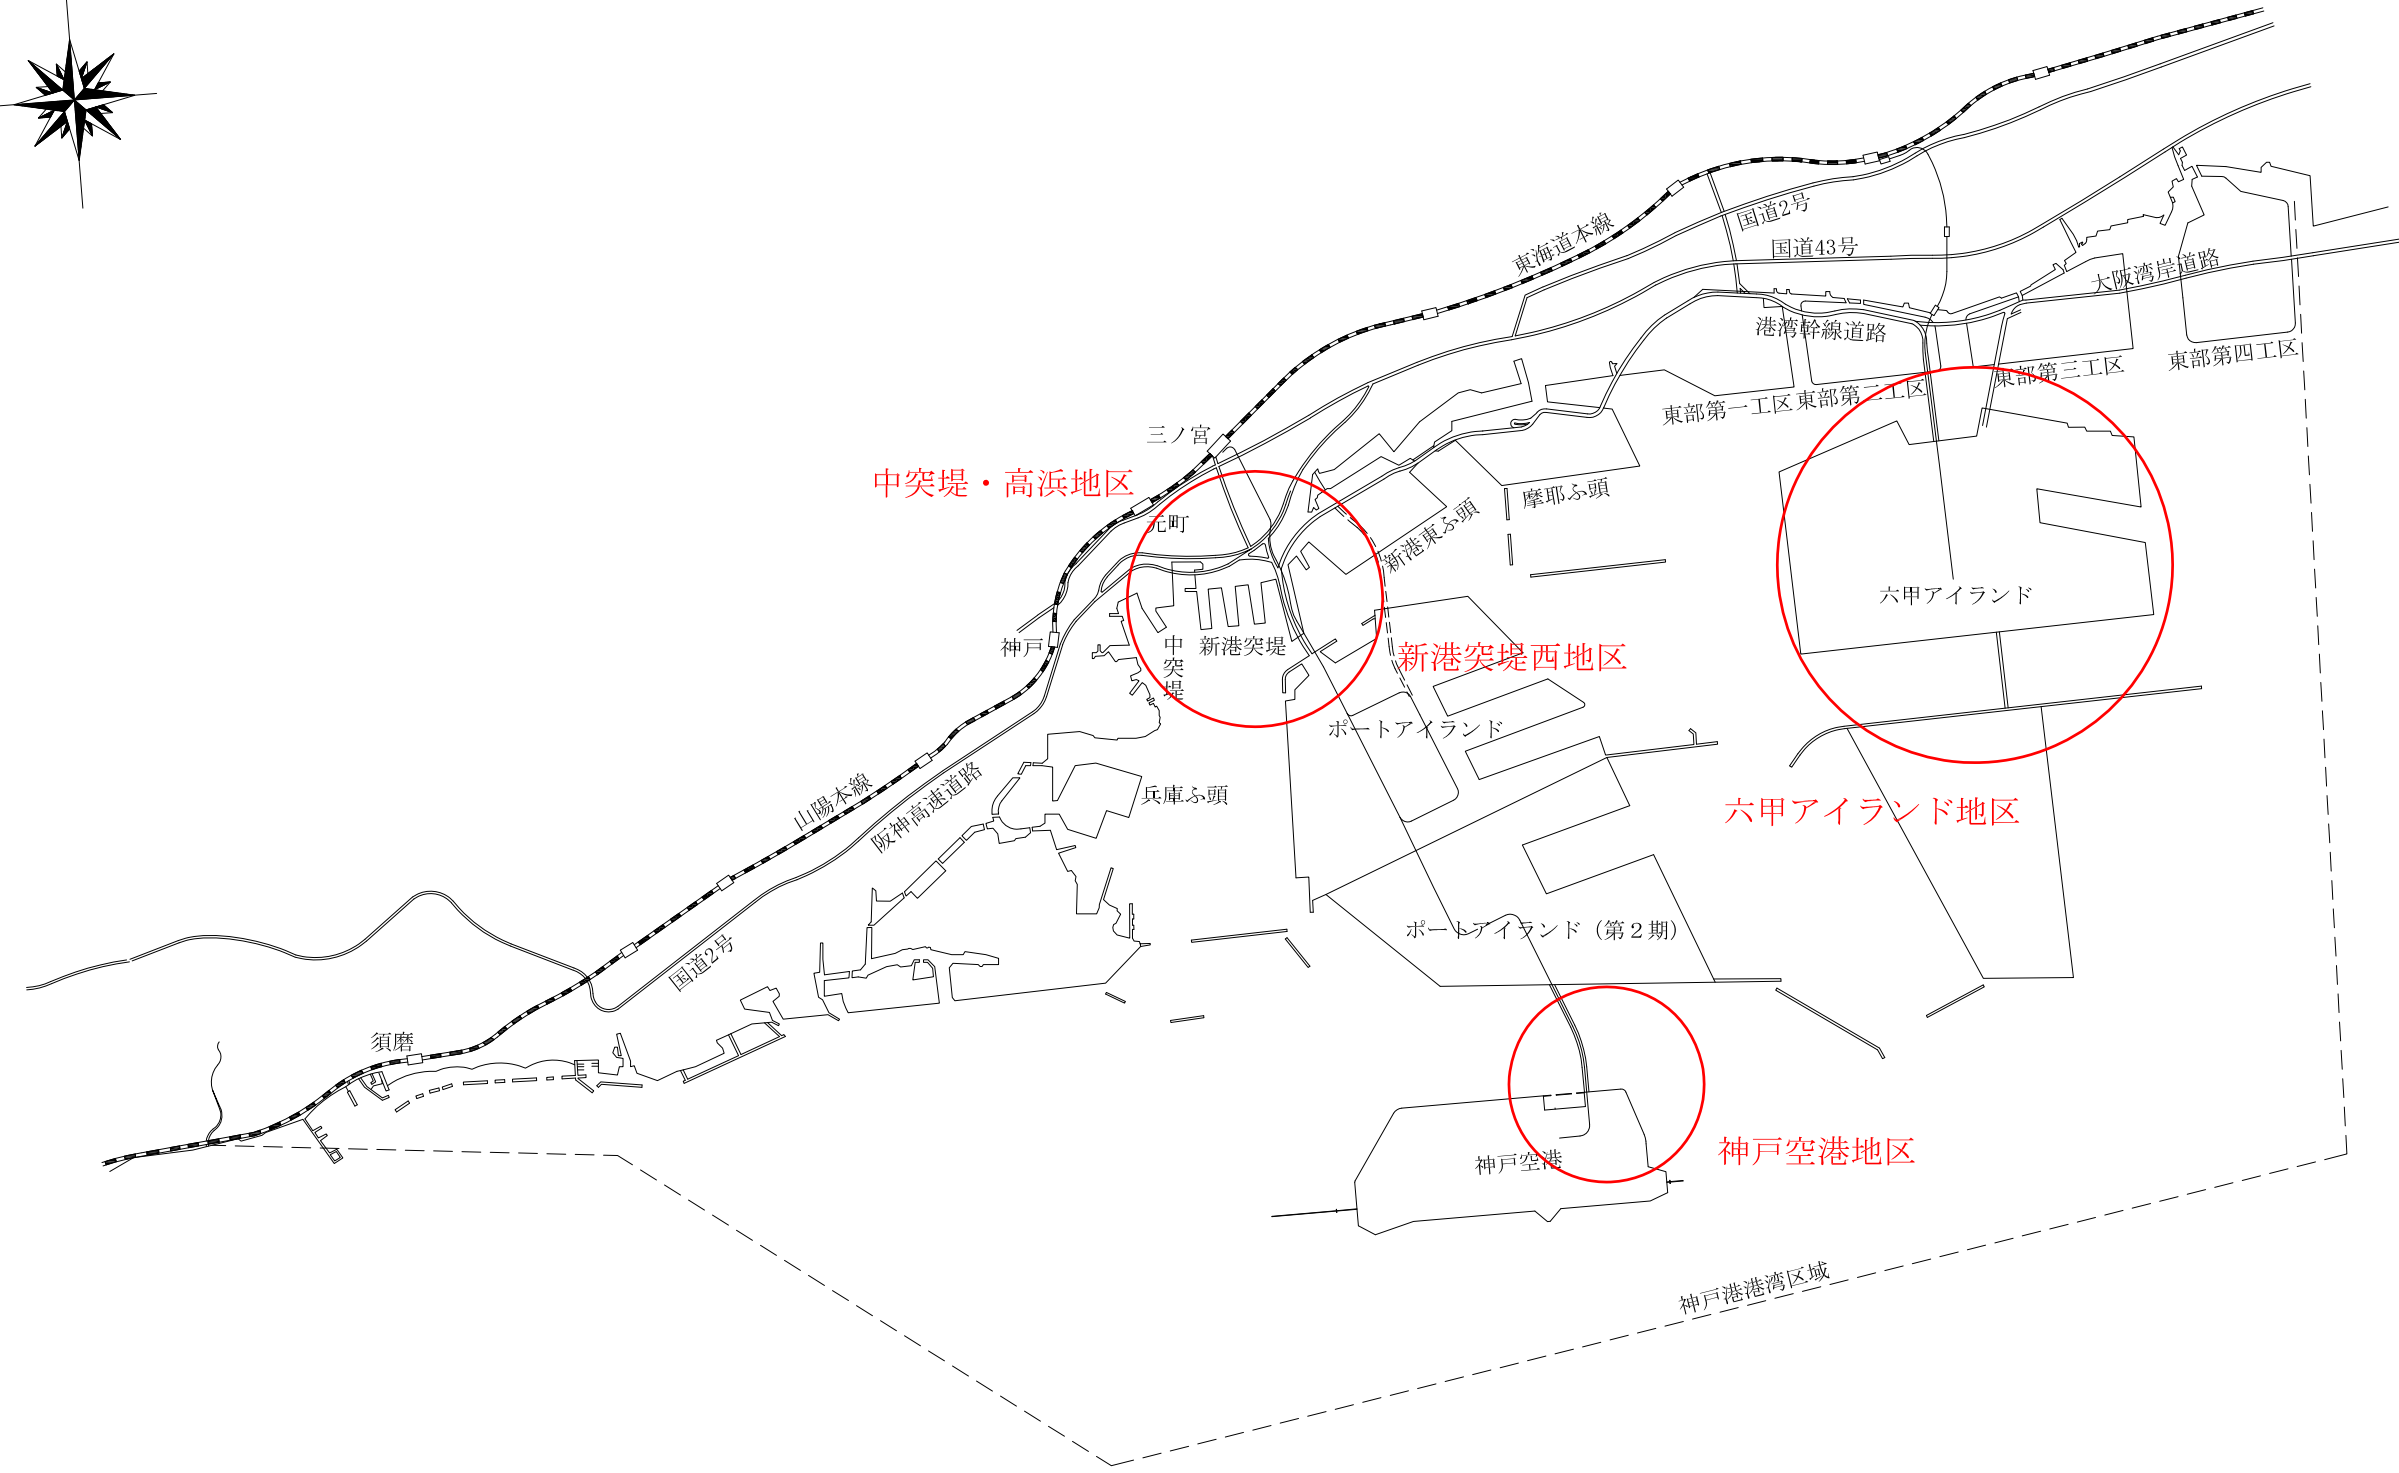 東海道本線
国道2号
国道43号
大阪湾岸道路
港湾幹線道路
東部第一工区
東部第二工区
東部第三工区
東部第四工区
三ノ宮
中突堤・高浜地区
元町
新港東ふ頭
摩耶ふ頭
六甲アイランド
神戸
中突堤
新港突堤
新港突堤西地区
ポートアイランド
山陽本線
阪神高速道路
兵庫ふ頭
六甲アイランド地区
国道2号
ポートアイランド（第２期）
須磨
神戸空港
神戸空港地区
神戸港港湾区域